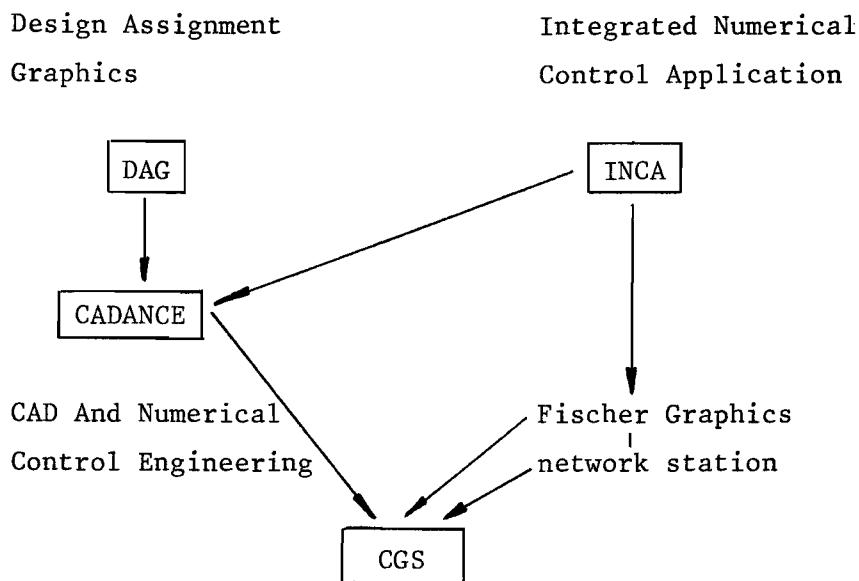 Design Assignment
Graphics
Integrated Numerical
Control Application
DAG
INCA
CADANCE
CAD And Numerical
Control Engineering
Fischer Graphics
network station
CGS